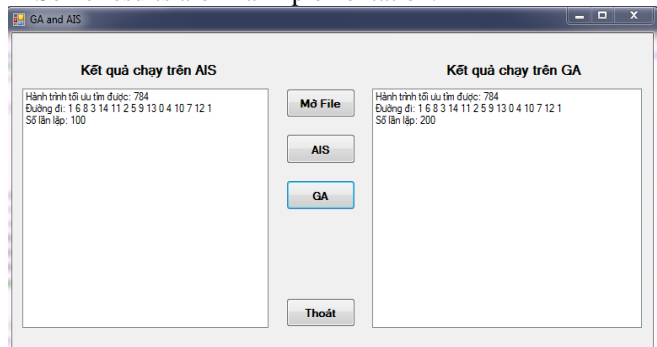 GA and AIS
Kết quả chạy trên AIS
Hành trình tối ưu tìm được: 784
Đường đi: 1 6 8 3 14 11 2 5 9 13 0 4 10 7 12 1
Số lần lặp: 100
Mở File
AIS
GA
Thoát
Kết quả chạy trên GA
Hành trình tối ưu tìm được: 784
Đường đi: 1 6 8 3 14 11 2 5 9 13 0 4 10 7 12 1
Số lần lặp: 200